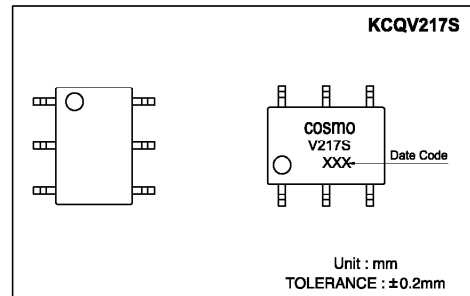 KCQV217S
cosmo
V217S
XXX
Date Code
Unit : mm
TOLERANCE : ±0.2mm